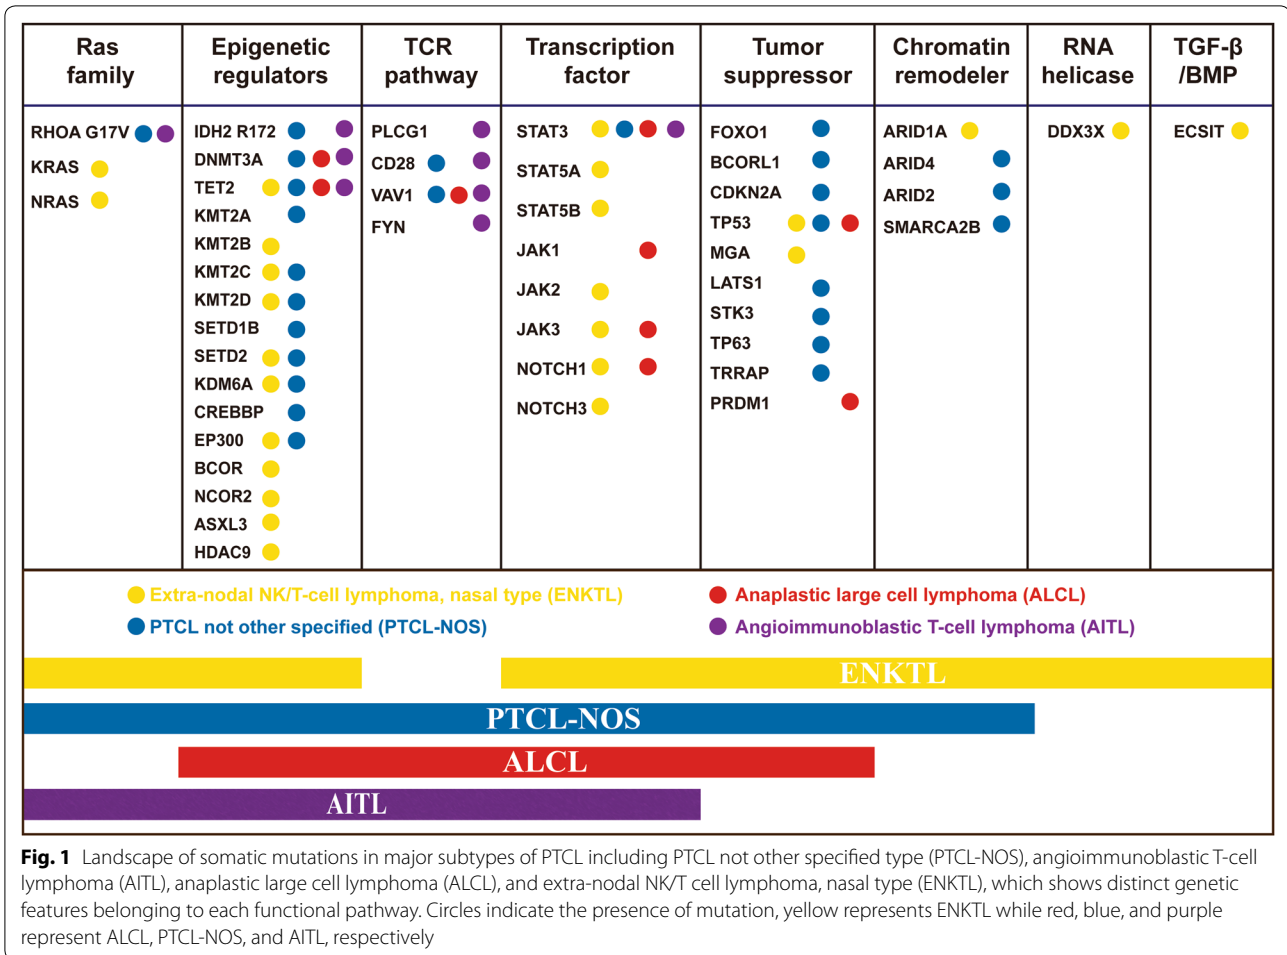 Ras family
Epigenetic regulators
TCR pathway
Transcription factor
Tumor suppressor
Chromatin remodeler
RNA helicase
TGF-β /BMP
RHOA G17V
KRAS
NRAS
IDH2 R172
DNMT3A
TET2
KMT2A
KMT2B
KMT2C
KMT2D
SETD1B
SETD2
KDM6A
CREBBP
EP300
BCOR
NCOR2
ASXL3
HDAC9
PLCG1
CD28
VAV1
FYN
STAT3
STAT5A
STAT5B
JAK1
JAK2
JAK3
NOTCH1
NOTCH3
FOXO1
BCORL1
CDKN2A
TP53
MGA
LATS1
STK3
TP63
TRRAP
PRDM1
ARID1A
ARID4
ARID2
SMARCA2B
DDX3X
ECSIT
Extra-nodal NK/T-cell lymphoma, nasal type (ENKTL)
Anaplastic large cell lymphoma (ALCL)
PTCL not other specified (PTCL-NOS)
Angioimmunoblastic T-cell lymphoma (AITL)
ENKTL
PTCL-NOS
ALCL
AITL
Fig. 1 Landscape of somatic mutations in major subtypes of PTCL including PTCL not other specified type (PTCL-NOS), angioimmunoblastic T-cell
lymphoma (AITL), anaplastic large cell lymphoma (ALCL), and extra-nodal NK/T cell lymphoma, nasal type (ENKTL), which shows distinct genetic
features belonging to each functional pathway. Circles indicate the presence of mutation, yellow represents ENKTL while red, blue, and purple
represent ALCL, PTCL-NOS, and AITL, respectively